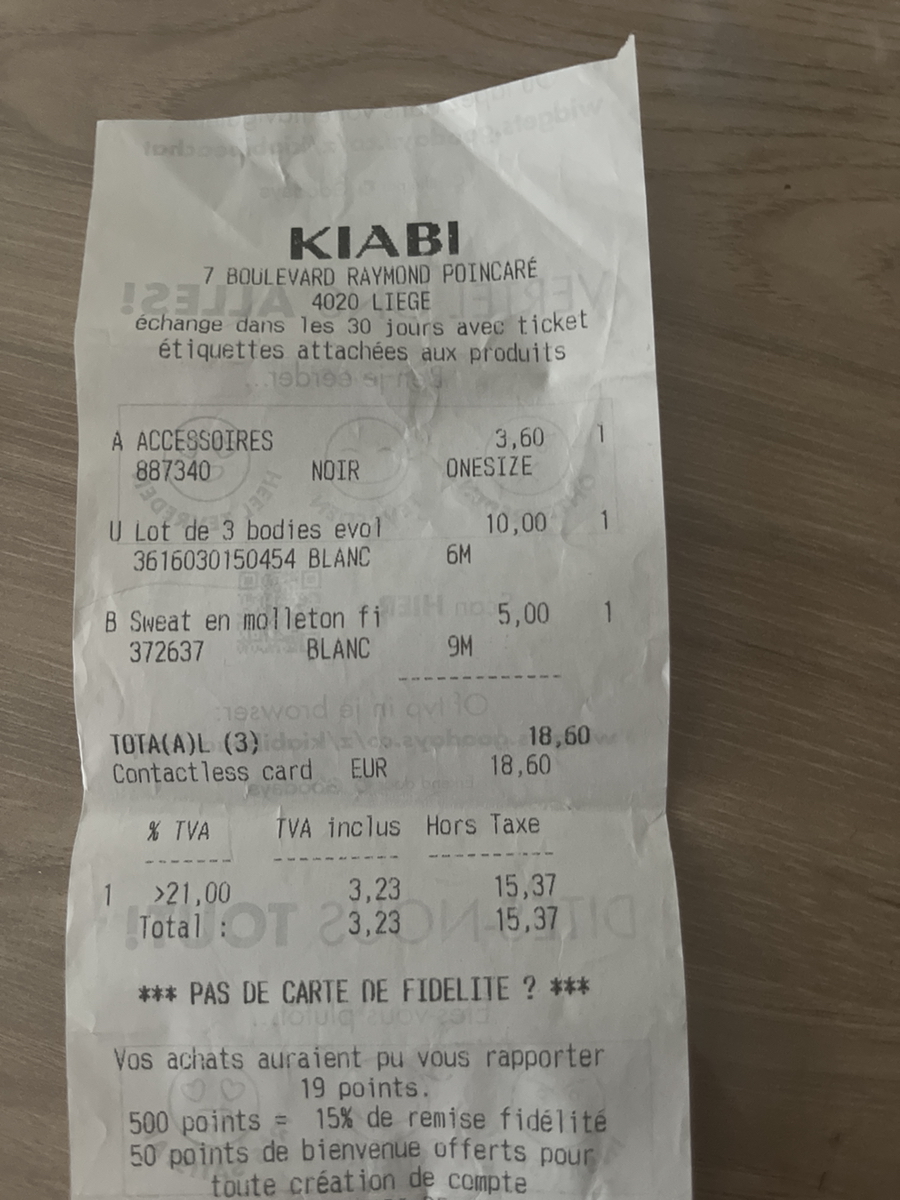 KIABI
7 BOULEVARD RAYMOND POINCARÉ
4020 LIEGE
échange dans les 30 jours avec ticket
étiquettes attachées aux produits
A ACCESSOIRES 3,60 1
887340 NOIR ONESIZE
U Lot de 3 bodies evol 10,00 1
3616030150454 BLANC 6M
B Sweat en molleton fi 5,00 1
372637 BLANC 9M
-------------
TOTA(A)L (3) 18,60
Contactless card EUR 18,60
% TVA TVA inclus Hors Taxe
------- ---------- ----------
1 >21,00 3,23 15,37
Total : 3,23 15,37
*** PAS DE CARTE DE FIDELITE ? ***
Vos achats auraient pu vous rapporter
19 points.
500 points = 15% de remise fidélité
50 points de bienvenue offerts pour
toute création de compte